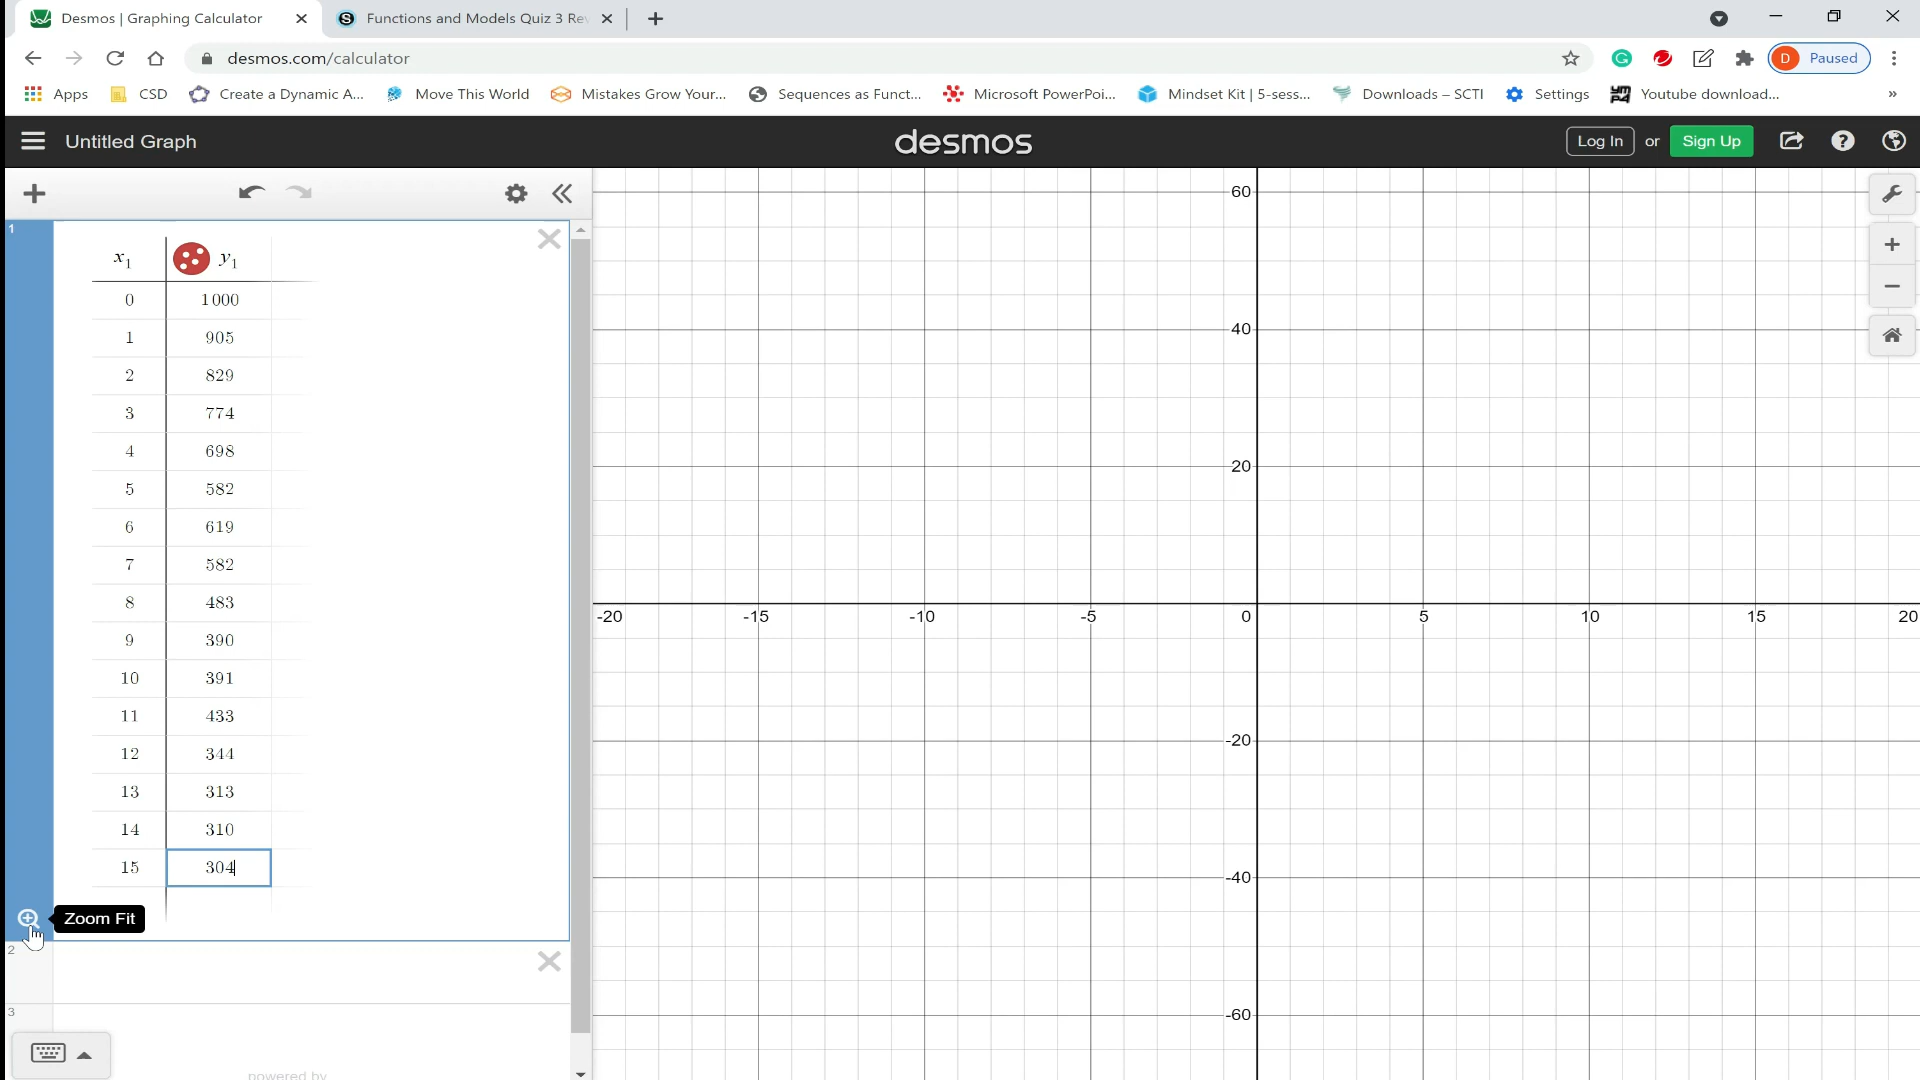 Desmos | Graphing Calculator
Functions and Models Quiz 3 Re
desmos.com/calculator
D Paused
Apps CSD Create a Dynamic A... Move This World Mistakes Grow Your... Sequences as Funct... Microsoft PowerPoi... Mindset Kit | 5-sess... Downloads – SCTI Settings Youtube download... »
Untitled Graph desmos Log In or Sign Up
1
x₁ y₁
0 1000
1 905
2 829
3 774
4 698
5 582
6 619
7 582
8 483
9 390
10 391
11 433
12 344
13 313
14 310
15 304
Zoom Fit
2
3
powered by
60
40
20
-20 -15 -10 -5 0 5 10 15 20
-20
-40
-60